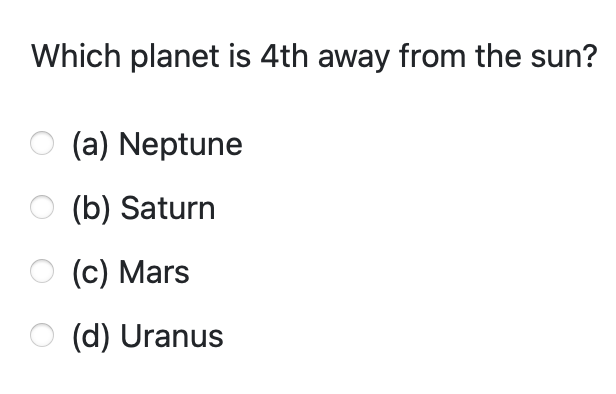 Which planet is 4th away from the sun?
(a) Neptune
(b) Saturn
(c) Mars
(d) Uranus